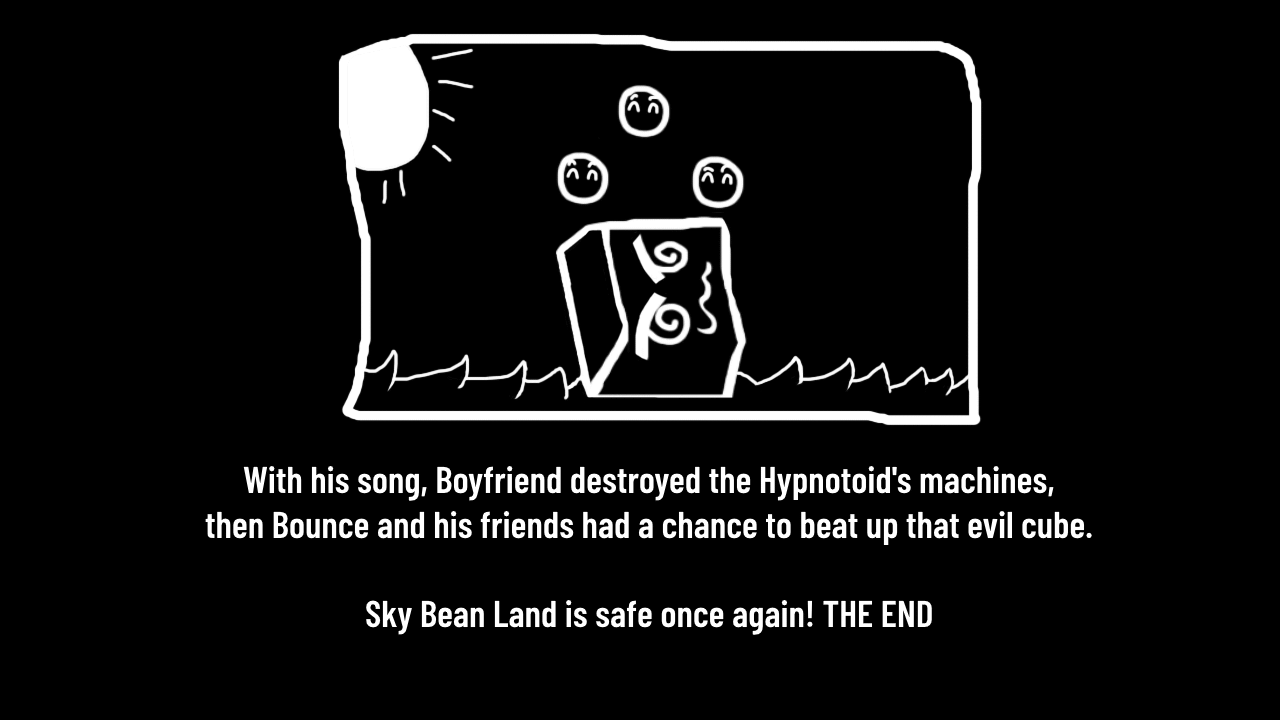 With his song, Boyfriend destroyed the Hypnotoid's machines,
then Bounce and his friends had a chance to beat up that evil cube.
Sky Bean Land is safe once again! THE END